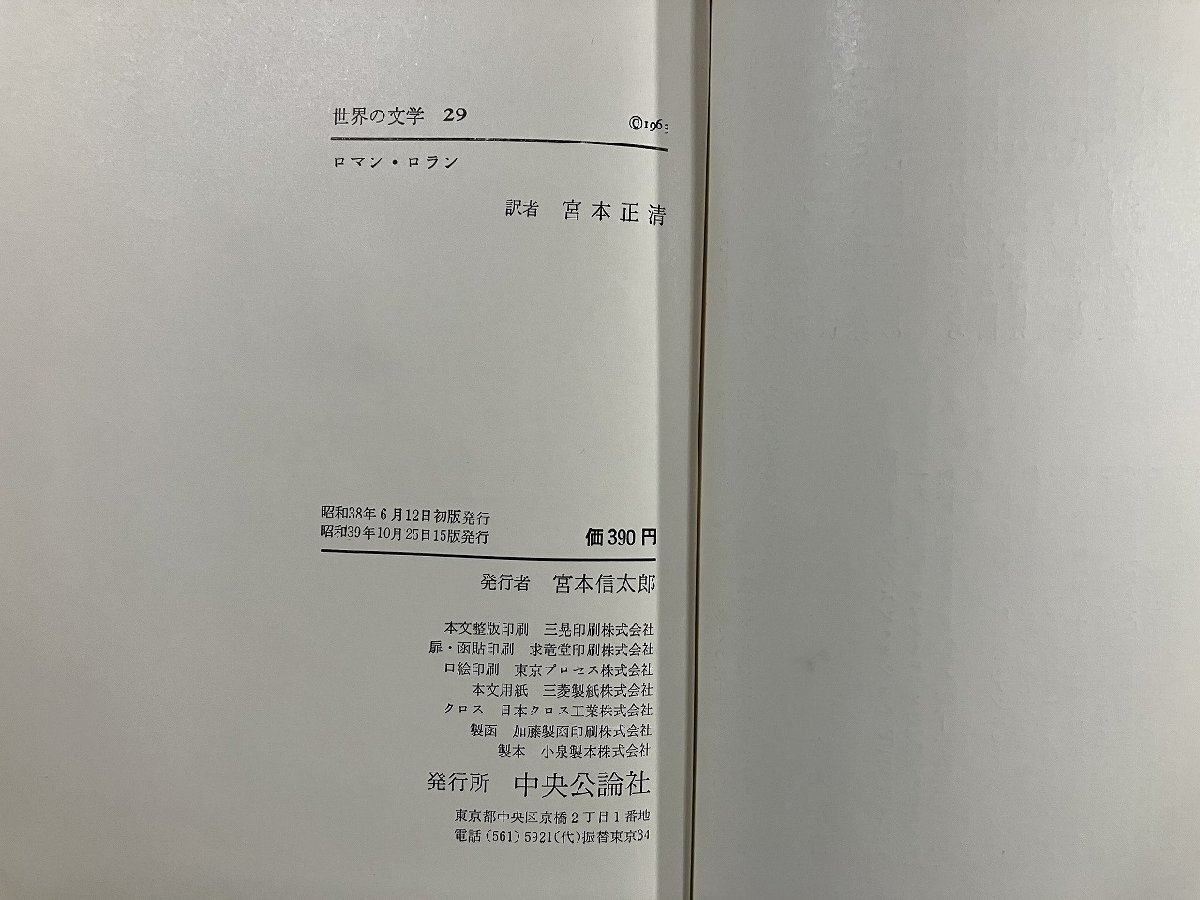 世界の文学 29
©1963
ロマン・ロラン
訳者 宮本正清
昭和38年6月12日初版発行
昭和39年10月25日15版発行
価390円
発行者 宮本信太郎
本文整版印刷 三晃印刷株式会社
扉・函貼印刷 求竜堂印刷株式会社
口絵印刷 東京プロセス株式会社
本文用紙 三菱製紙株式会社
クロス 日本クロス工業株式会社
製函 加藤製函印刷株式会社
製本 小泉製本株式会社
発行所 中央公論社
東京都中央区京橋2丁目1番地
電話(561)5921(代)振替東京34